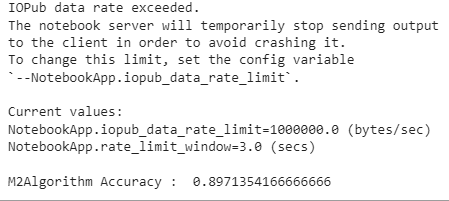 IOPub data rate exceeded.
The notebook server will temporarily stop sending output
to the client in order to avoid crashing it.
To change this limit, set the config variable
`--NotebookApp.iopub_data_rate_limit`.
Current values:
NotebookApp.iopub_data_rate_limit=1000000.0 (bytes/sec)
NotebookApp.rate_limit_window=3.0 (secs)
M2Algorithm Accuracy :  0.8971354166666666